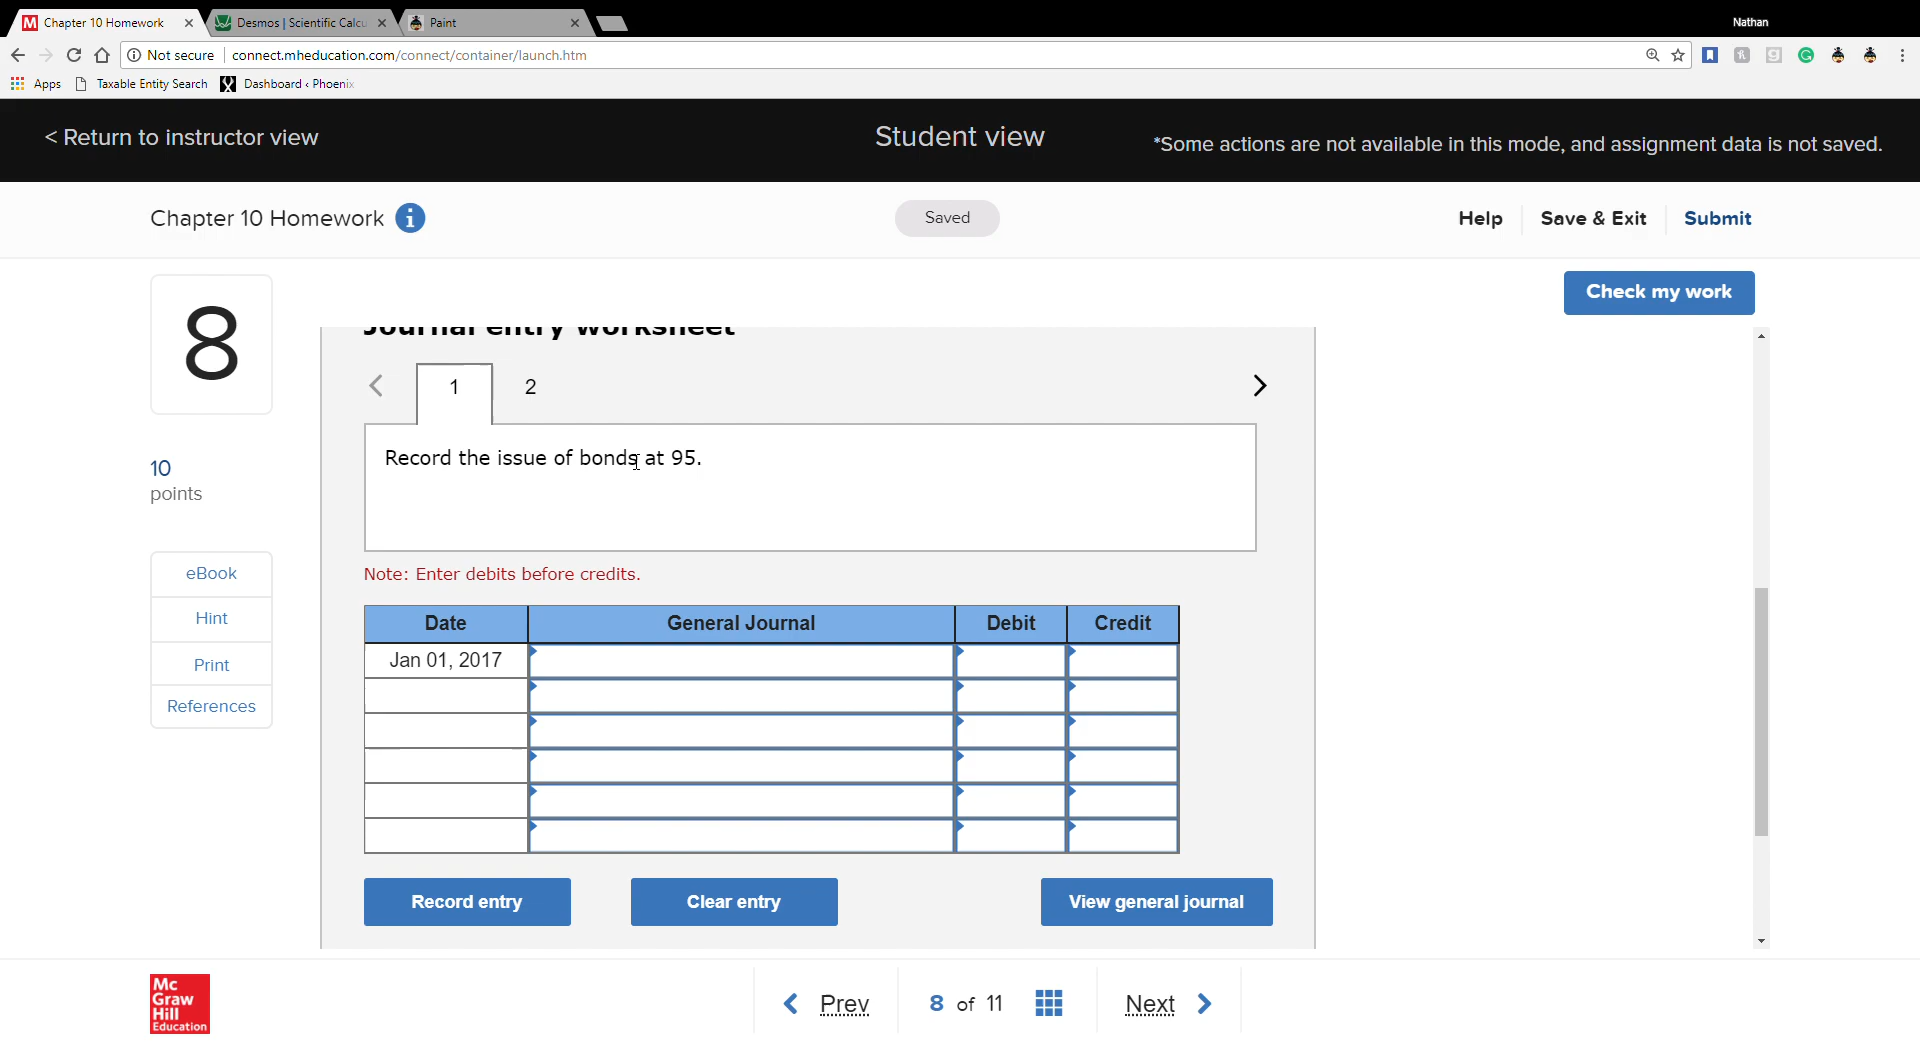 Chapter 10 Homework
Desmos | Scientific Calcu
Paint
Nathan
Not secure
connect.mheducation.com/connect/container/launch.htm
Apps
Taxable Entity Search
Dashboard ‹ Phoenix
< Return to instructor view
Student view
*Some actions are not available in this mode, and assignment data is not saved.
Chapter 10 Homework
Saved
Help
Save & Exit
Submit
8
Check my work
Journal entry worksheet
1
2
Record the issue of bonds at 95.
10
points
eBook
Hint
Print
References
Note: Enter debits before credits.
Date General Journal Debit Credit
Jan 01, 2017
Record entry
Clear entry
View general journal
Mc
Graw
Hill
Education
Prev
8 of 11
Next